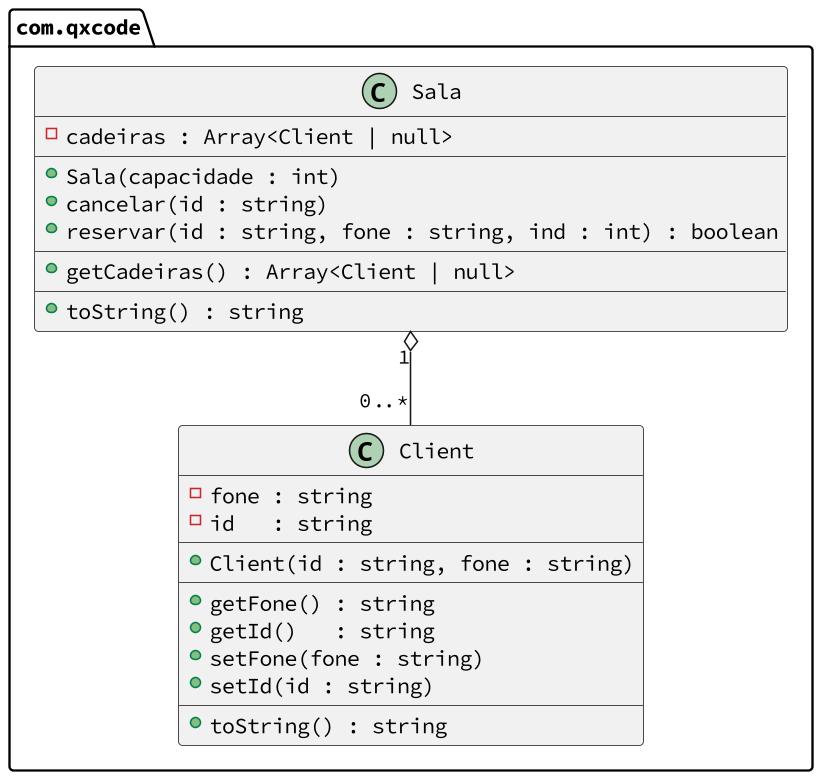 com.qxcode
C Sala
cadeiras : Array<Client | null>
Sala(capacidade : int)
cancelar(id : string)
reservar(id : string, fone : string, ind : int) : boolean
getCadeiras() : Array<Client | null>
toString() : string
1
0..*
C Client
fone : string
id   : string
Client(id : string, fone : string)
getFone() : string
getId()   : string
setFone(fone : string)
setId(id : string)
toString() : string